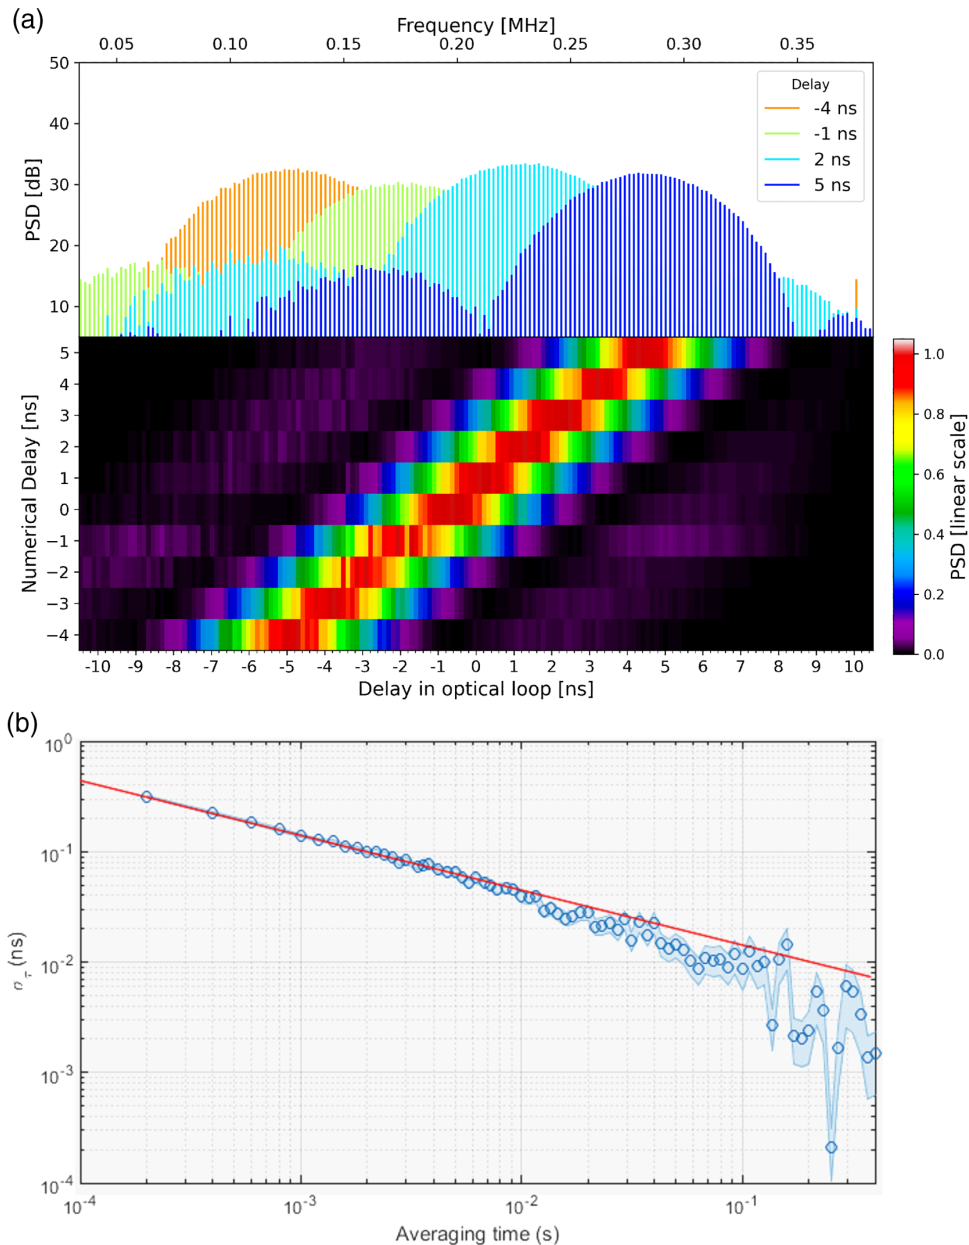 (a)
Frequency [MHz]
0.05 0.10 0.15 0.20 0.25 0.30 0.35
PSD [dB]
50
40
30
20
10
Delay
-4 ns
-1 ns
2 ns
5 ns
Numerical Delay [ns]
5
4
3
2
1
0
−1
−2
−3
−4
-10 -9 -8 -7 -6 -5 -4 -3 -2 -1 0 1 2 3 4 5 6 7 8 9 10
Delay in optical loop [ns]
1.0
0.8
0.6
0.4
0.2
0.0
PSD [linear scale]
(b)
10^0
10^-1
10^-2
10^-3
10^-4
σ_τ (ns)
10^-4 10^-3 10^-2 10^-1
Averaging time (s)